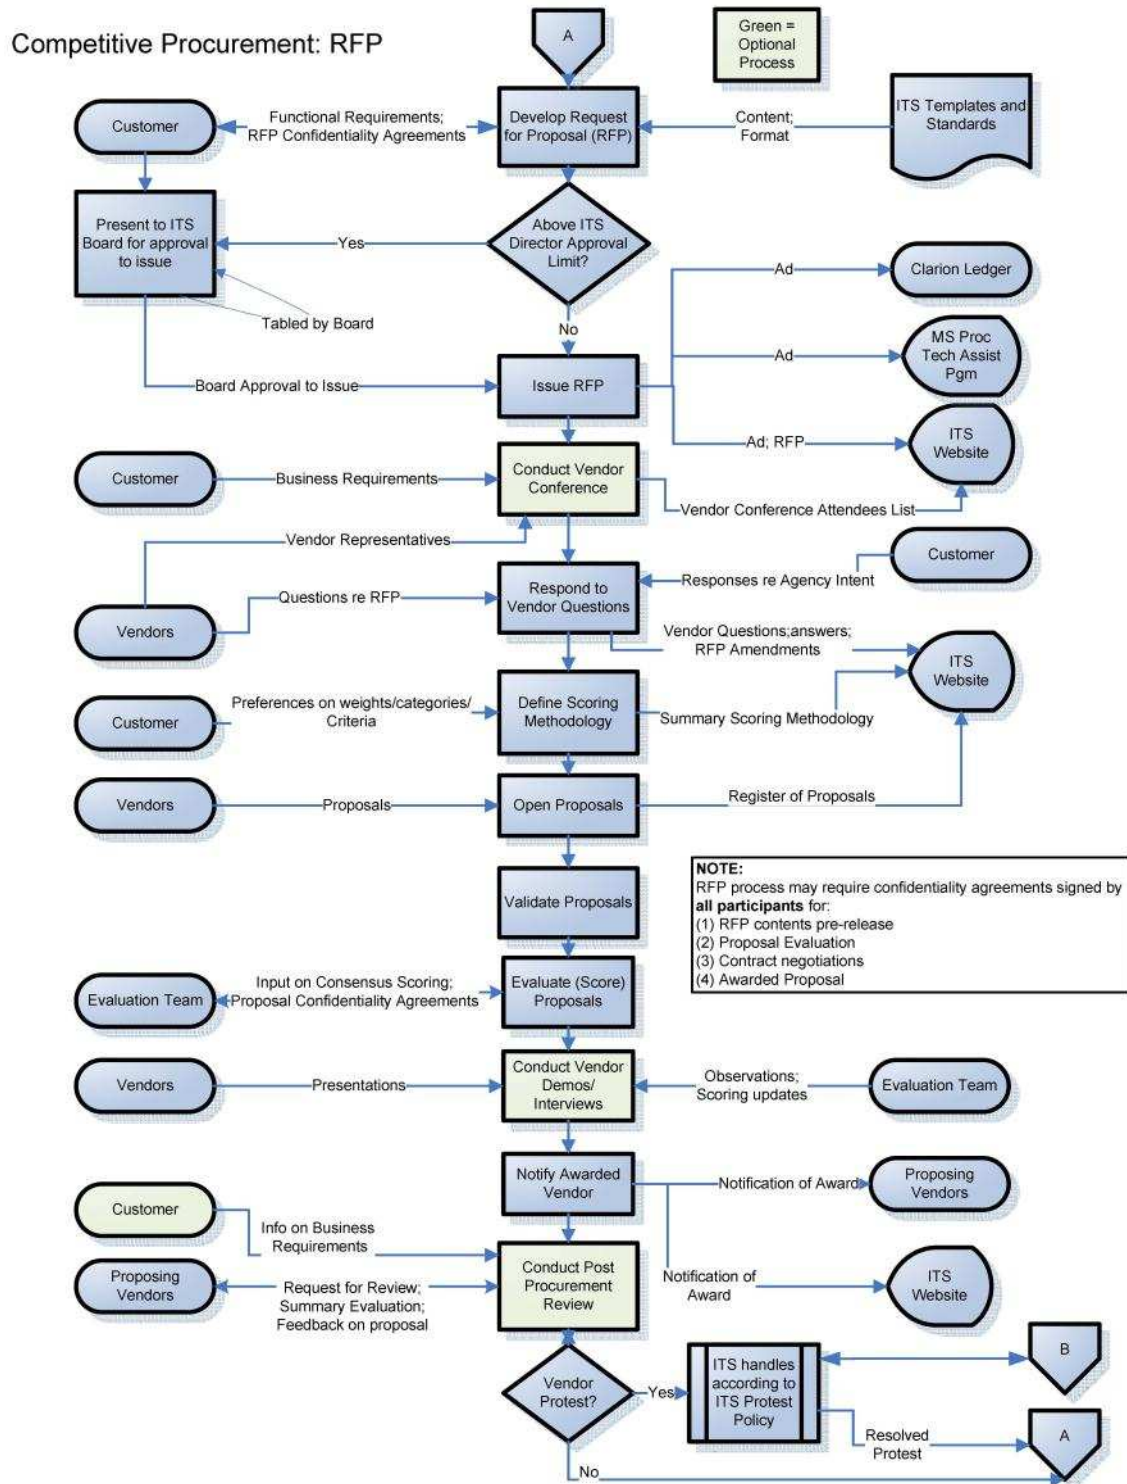 Competitive Procurement: RFP
A
Green =
Optional
Process
Customer
Functional Requirements;
RFP Confidentiality Agreements
Develop Request
for Proposal (RFP)
Content;
Format
ITS Templates and
Standards
Present to ITS
Board for approval
to issue
Yes
Above ITS
Director Approval
Limit?
Ad
Clarion Ledger
Tabled by Board
No
Ad
MS Proc
Tech Assist
Pgm
Board Approval to Issue
Issue RFP
Ad; RFP
ITS
Website
Customer
Business Requirements
Conduct Vendor
Conference
Vendor Conference Attendees List
Vendor Representatives
Customer
Responses re Agency Intent
Respond to
Vendor Questions
Questions re RFP
Vendors
Vendor Questions;answers;
RFP Amendments
ITS
Website
Customer
Preferences on weights/categories/
Criteria
Define Scoring
Methodology
Summary Scoring Methodology
Vendors
Proposals
Open Proposals
Register of Proposals
Validate Proposals
NOTE:
RFP process may require confidentiality agreements signed by
all participants for:
(1) RFP contents pre-release
(2) Proposal Evaluation
(3) Contract negotiations
(4) Awarded Proposal
Evaluation Team
Input on Consensus Scoring;
Proposal Confidentiality Agreements
Evaluate (Score)
Proposals
Vendors
Presentations
Conduct Vendor
Demos/
Interviews
Observations;
Scoring updates
Evaluation Team
Notify Awarded
Vendor
Notification of Award
Proposing
Vendors
Customer
Info on Business
Requirements
Proposing
Vendors
Request for Review;
Summary Evaluation;
Feedback on proposal
Conduct Post
Procurement
Review
Notification of
Award
ITS
Website
Vendor
Protest?
Yes
ITS handles
according to
ITS Protest
Policy
B
Resolved
Protest
A
No